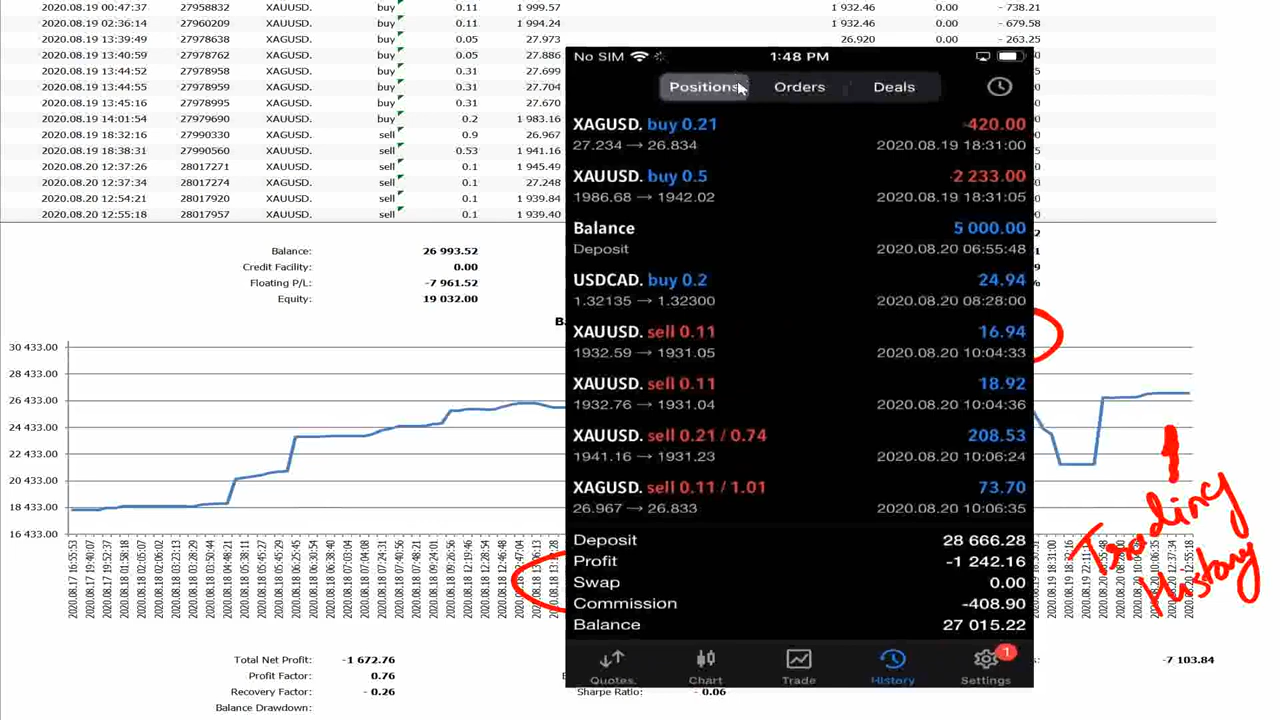 2020.08.19 00:47:37 27958832 XAUUSD. buy 0.11 1 999.57 1 932.46 0.00 - 738.21
2020.08.19 02:36:14 27960209 XAUUSD. buy 0.11 1 994.24 1 932.46 0.00 - 679.58
2020.08.19 13:39:49 27978638 XAGUSD. buy 0.05 27.973 26.920 0.00 - 263.25
2020.08.19 13:40:59 27978762 XAGUSD. buy 0.05 27.886
2020.08.19 13:44:52 27978958 XAGUSD. buy 0.31 27.699
2020.08.19 13:44:55 27978959 XAGUSD. buy 0.31 27.704
2020.08.19 13:45:16 27978995 XAGUSD. buy 0.31 27.670
2020.08.19 14:01:54 27979690 XAUUSD. buy 0.2 1 983.16
2020.08.19 18:32:16 27990330 XAGUSD. sell 0.9 26.967
2020.08.19 18:38:31 27990560 XAUUSD. sell 0.53 1 941.16
2020.08.20 12:37:26 28017271 XAUUSD. sell 0.1 1 945.49
2020.08.20 12:37:34 28017274 XAGUSD. sell 0.1 27.248
2020.08.20 12:54:21 28017920 XAUUSD. sell 0.1 1 939.84
2020.08.20 12:55:18 28017957 XAUUSD. sell 0.1 1 939.40
Balance: 26 993.52
Credit Facility: 0.00
Floating P/L: -7 961.52
Equity: 19 032.00
30 433.00
28 433.00
26 433.00
24 433.00
22 433.00
20 433.00
18 433.00
16 433.00
No SIM 1:48 PM
Positions Orders Deals
XAGUSD. buy 0.21 -420.00
27.234 → 26.834 2020.08.19 18:31:00
XAUUSD. buy 0.5 -2 233.00
1986.68 → 1942.02 2020.08.19 18:31:05
Balance 5 000.00
Deposit 2020.08.20 06:55:48
USDCAD. buy 0.2 24.94
1.32135 → 1.32300 2020.08.20 08:28:00
XAUUSD. sell 0.11 16.94
1932.59 → 1931.05 2020.08.20 10:04:33
XAUUSD. sell 0.11 18.92
1932.76 → 1931.04 2020.08.20 10:04:36
XAUUSD. sell 0.21 / 0.74 208.53
1941.16 → 1931.23 2020.08.20 10:06:24
XAGUSD. sell 0.11 / 1.01 73.70
26.967 → 26.833 2020.08.20 10:06:35
Deposit 28 666.28
Profit -1 242.16
Swap 0.00
Commission -408.90
Balance 27 015.22
Quotes Chart Trade History Settings
1
Trading
History
Total Net Profit: -1 672.76
-7 103.84
Profit Factor: 0.76
Recovery Factor: - 0.26
Sharpe Ratio: - 0.06
Balance Drawdown: